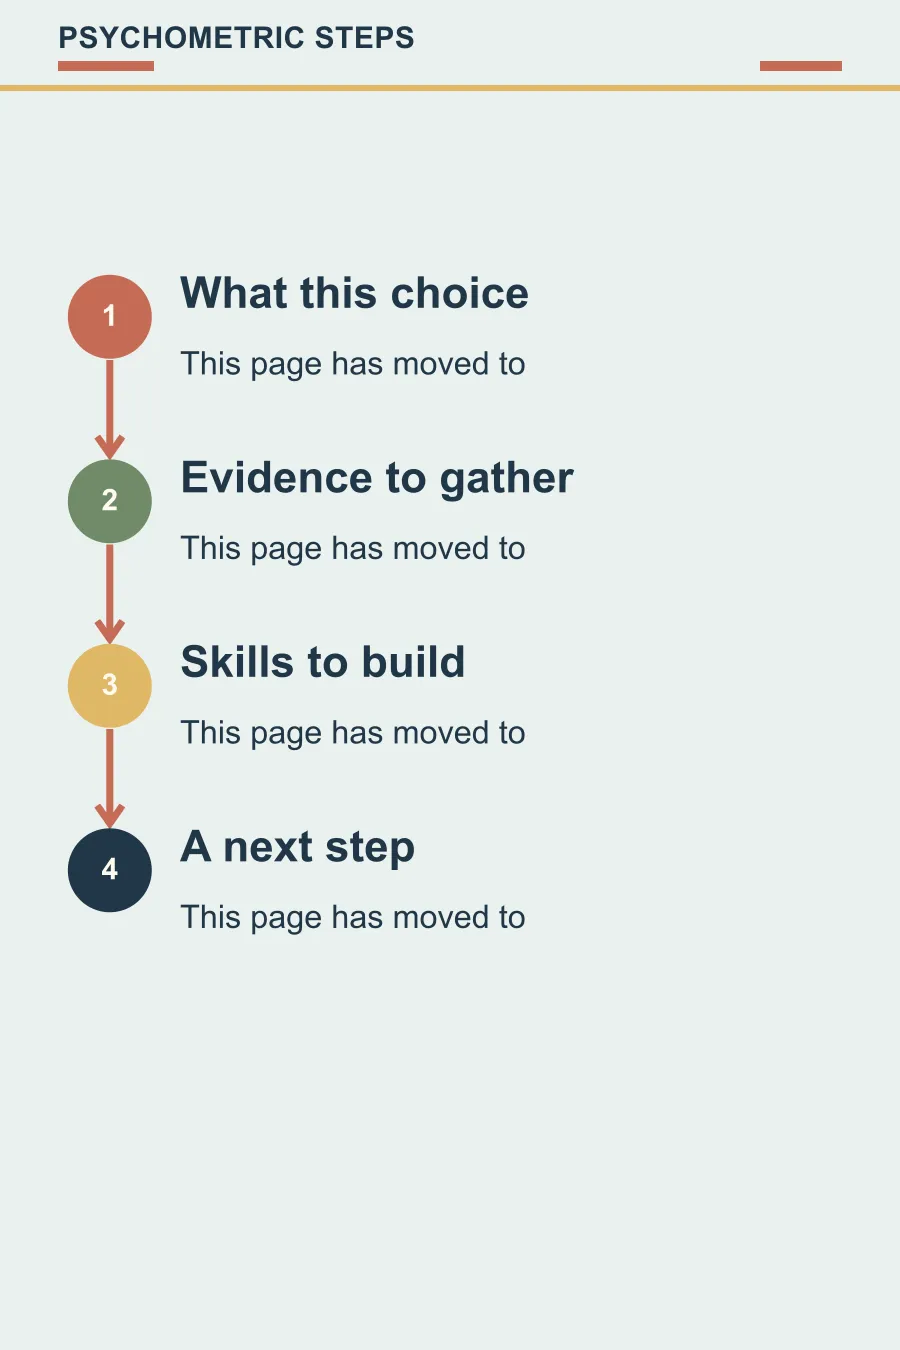 PSYCHOMETRIC STEPS
1
What this choice
This page has moved to
2
Evidence to gather
This page has moved to
3
Skills to build
This page has moved to
4
A next step
This page has moved to